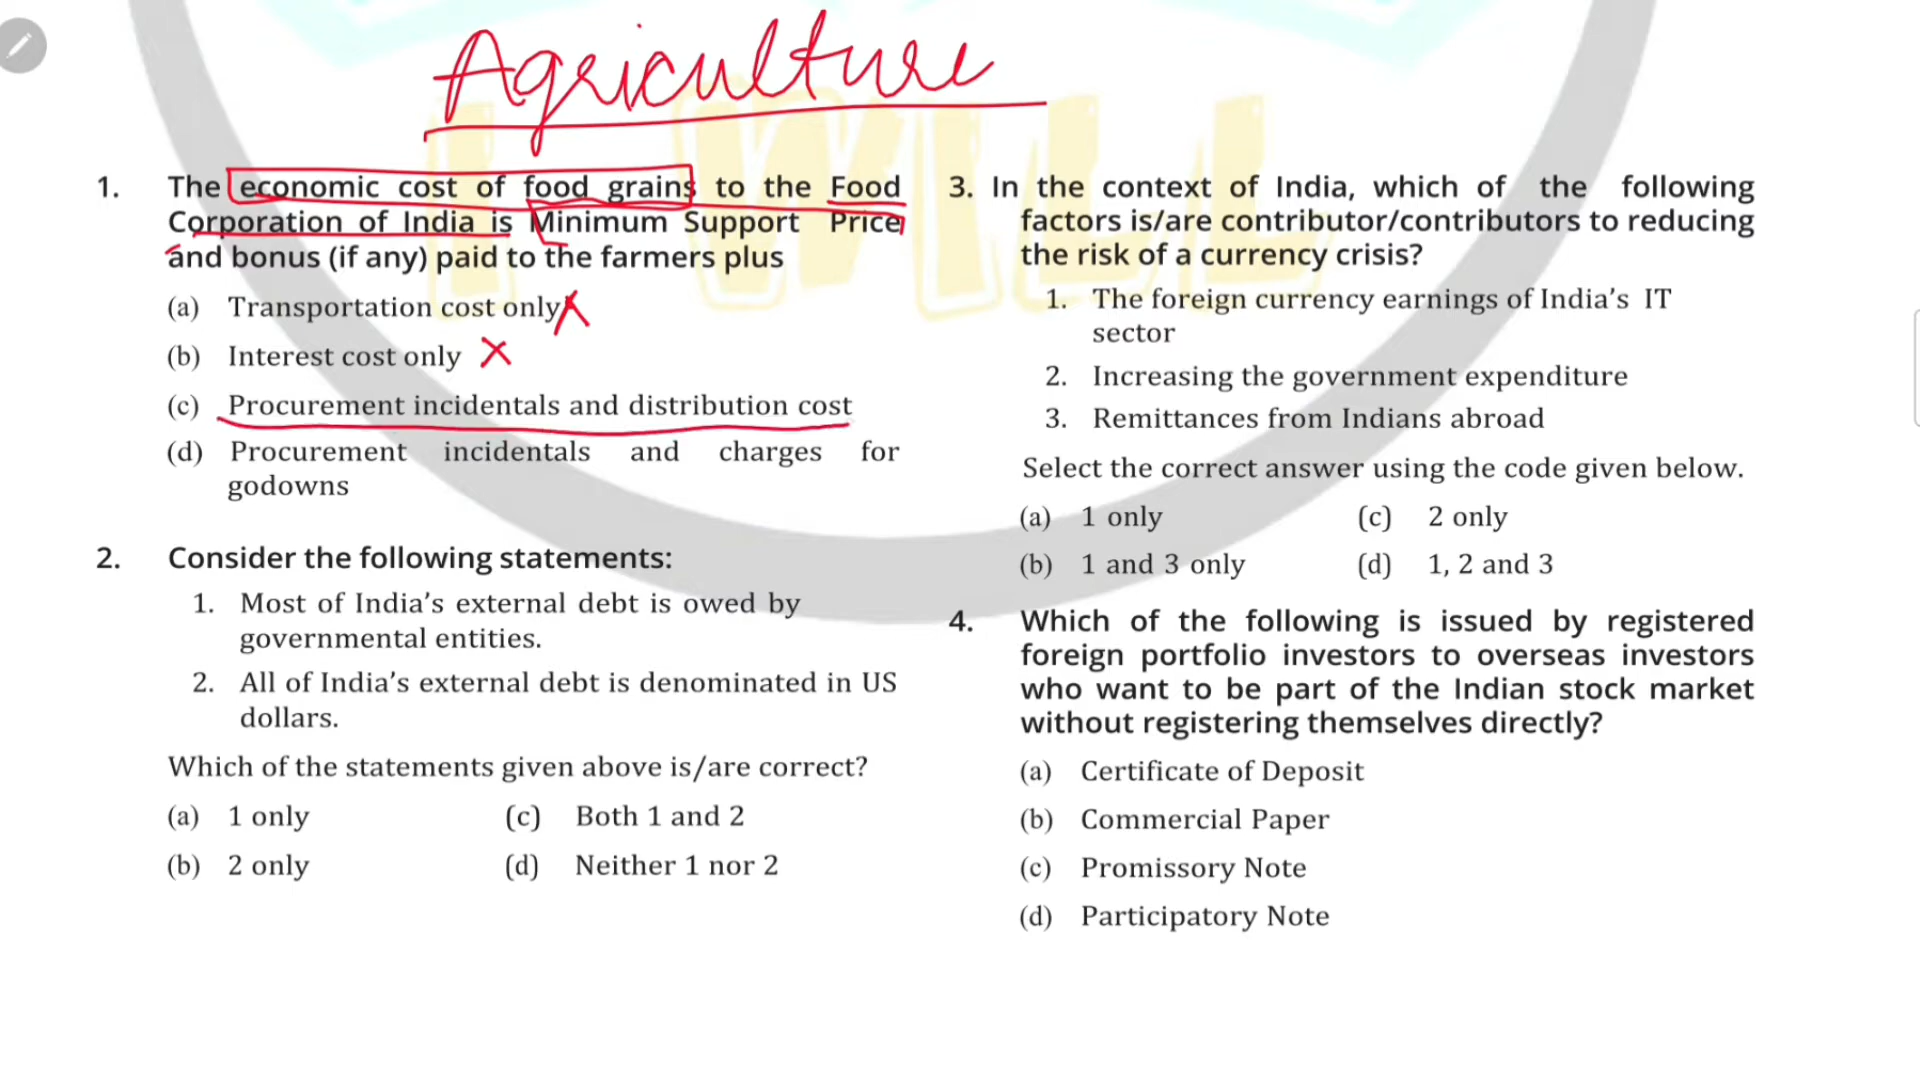 Agriculture
I WILL
1. The economic cost of food grains to the Food
Corporation of India is Minimum Support Price
and bonus (if any) paid to the farmers plus
(a) Transportation cost only
(b) Interest cost only
(c) Procurement incidentals and distribution cost
(d) Procurement incidentals and charges for
godowns
2. Consider the following statements:
1. Most of India's external debt is owed by
governmental entities.
2. All of India's external debt is denominated in US
dollars.
Which of the statements given above is/are correct?
(a) 1 only (c) Both 1 and 2
(b) 2 only (d) Neither 1 nor 2
3. In the context of India, which of the following
factors is/are contributor/contributors to reducing
the risk of a currency crisis?
1. The foreign currency earnings of India's IT
sector
2. Increasing the government expenditure
3. Remittances from Indians abroad
Select the correct answer using the code given below.
(a) 1 only (c) 2 only
(b) 1 and 3 only (d) 1, 2 and 3
4. Which of the following is issued by registered
foreign portfolio investors to overseas investors
who want to be part of the Indian stock market
without registering themselves directly?
(a) Certificate of Deposit
(b) Commercial Paper
(c) Promissory Note
(d) Participatory Note